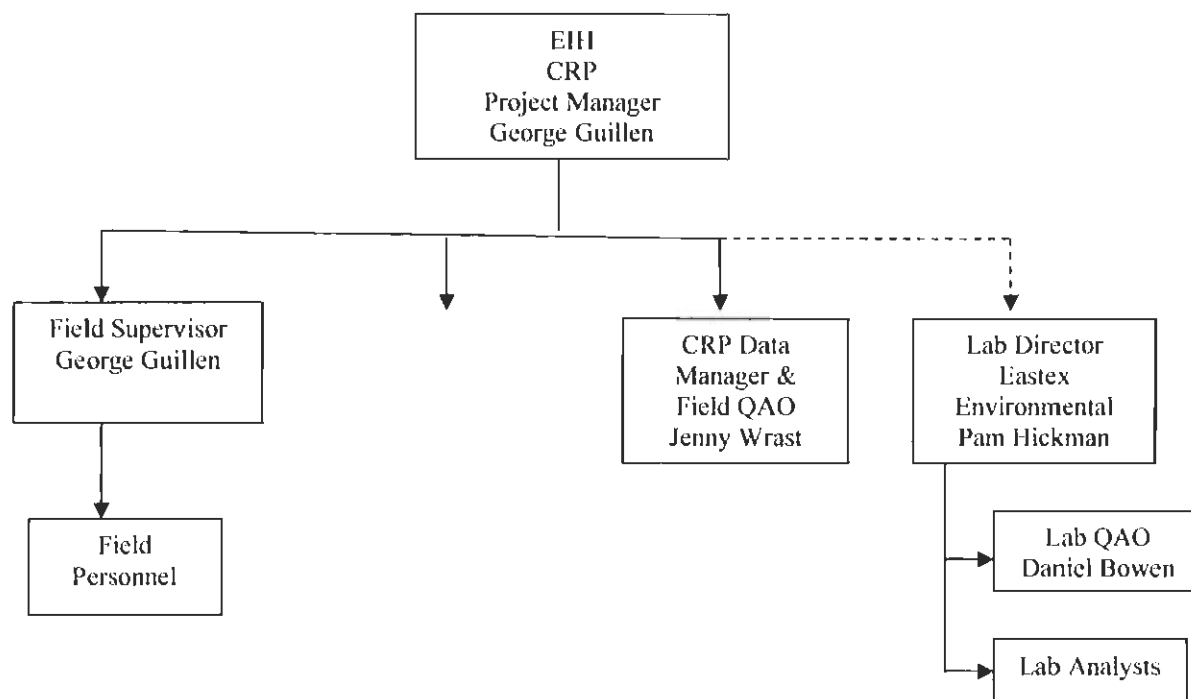 EIH
CRP
Project Manager
George Guillen
Field Supervisor
George Guillen
CRP Data
Manager &
Field QAO
Jenny Wrast
Lab Director
Eastex
Environmental
Pam Hickman
Field
Personnel
Lab QAO
Daniel Bowen
Lab Analysts